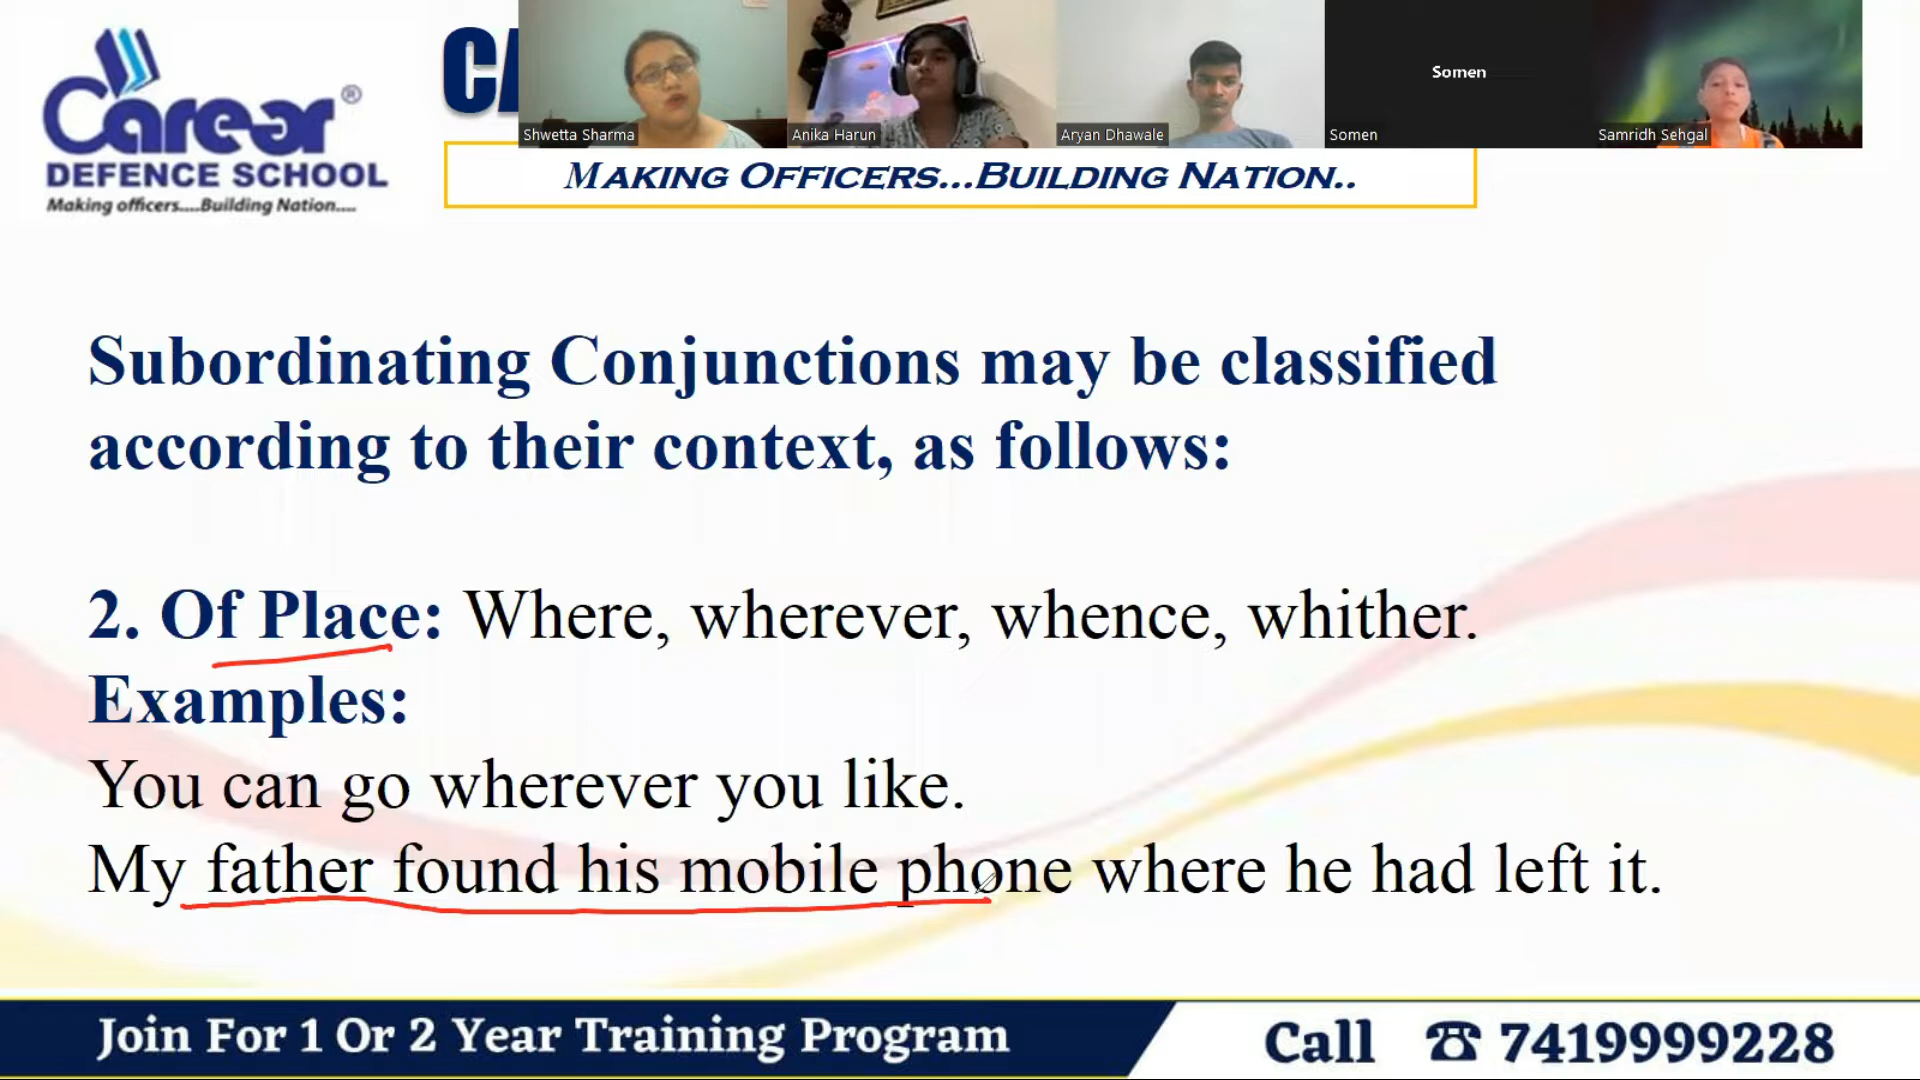 Carear®
DEFENCE SCHOOL
Making officers....Building Nation....
CA
Shwetta Sharma
Anika Harun
Aryan Dhawale
Somen
Somen
Samridh Sehgal
MAKING OFFICERS...BUILDING NATION..
Subordinating Conjunctions may be classified
according to their context, as follows:
2. Of Place: Where, wherever, whence, whither.
Examples:
You can go wherever you like.
My father found his mobile phone where he had left it.
Join For 1 Or 2 Year Training Program
Call ☎ 7419999228